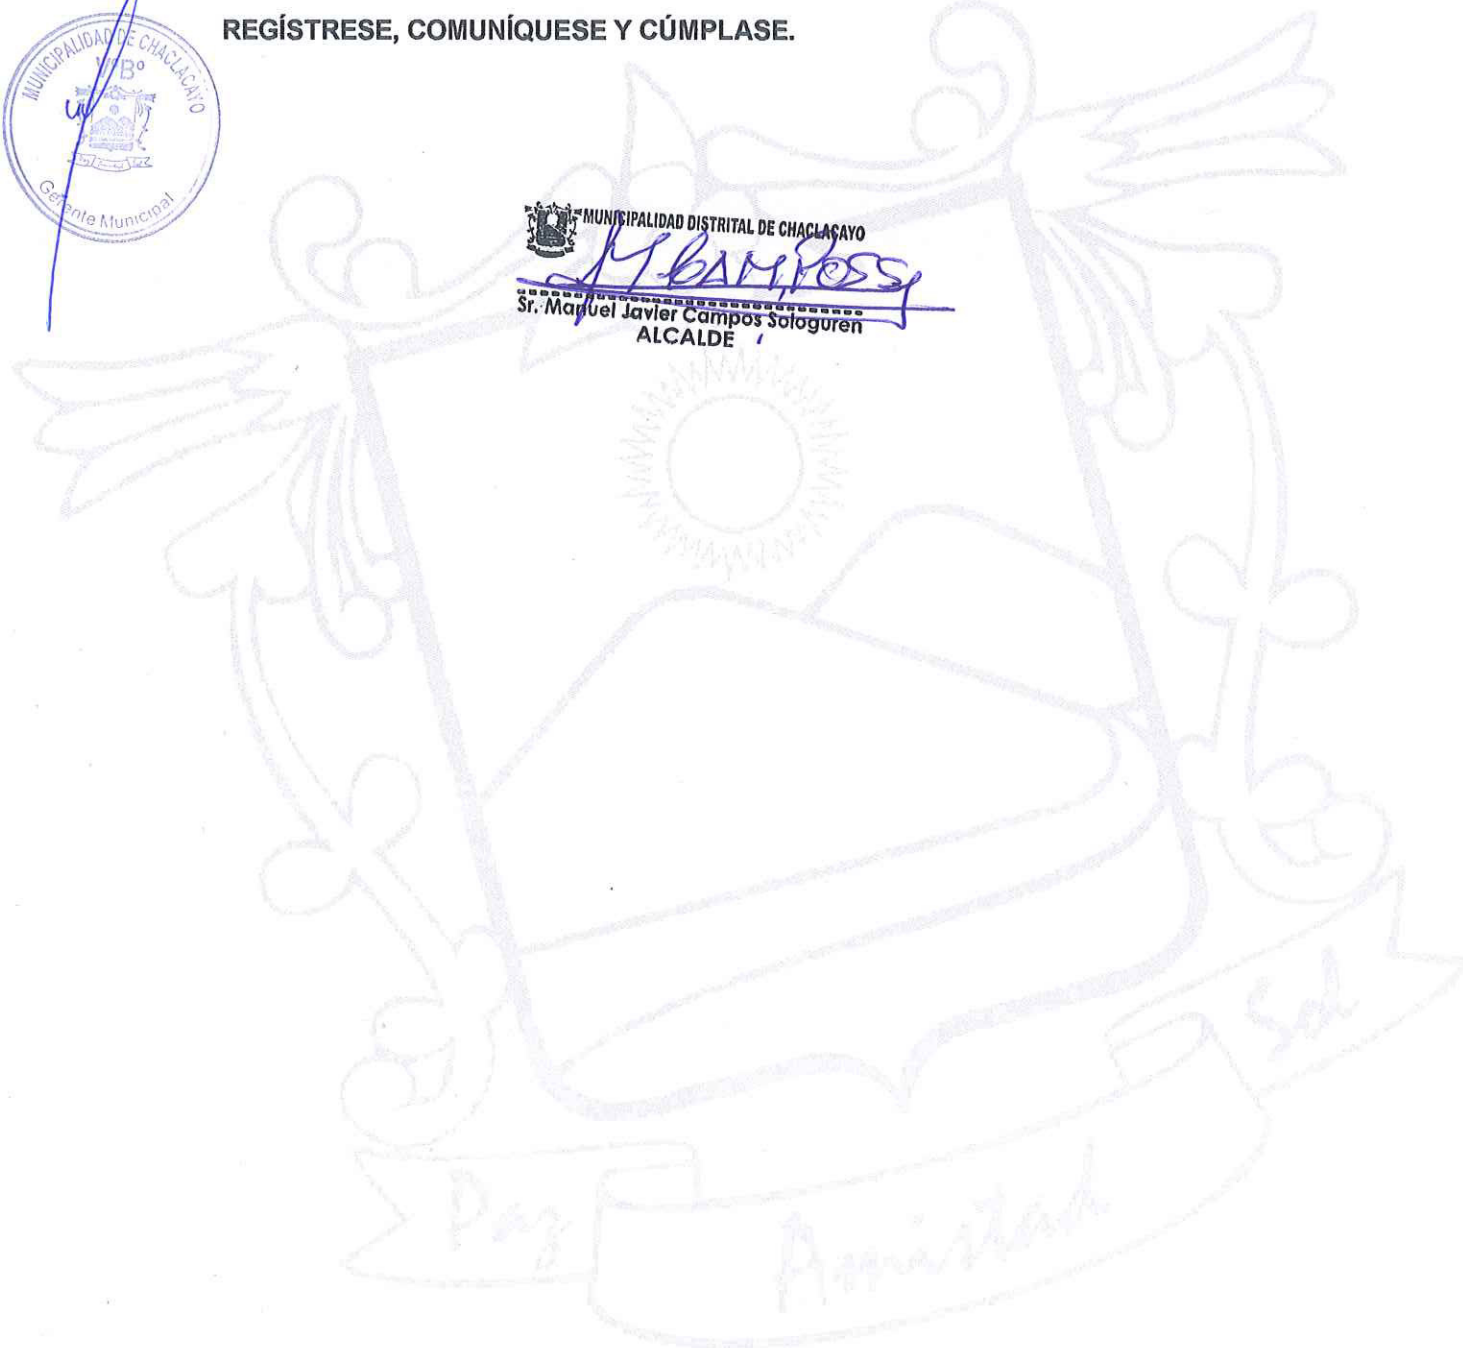 REGÍSTRESE, COMUNÍQUESE Y CÚMPLASE.
MUNICIPALIDAD DE CHACLACAYO
VºBº
Gerente Municipal
MUNICIPALIDAD DISTRITAL DE CHACLACAYO
M CAMPOSS
Sr. Manuel Javier Campos Sologuren
ALCALDE
Paz
Amistad
Sol